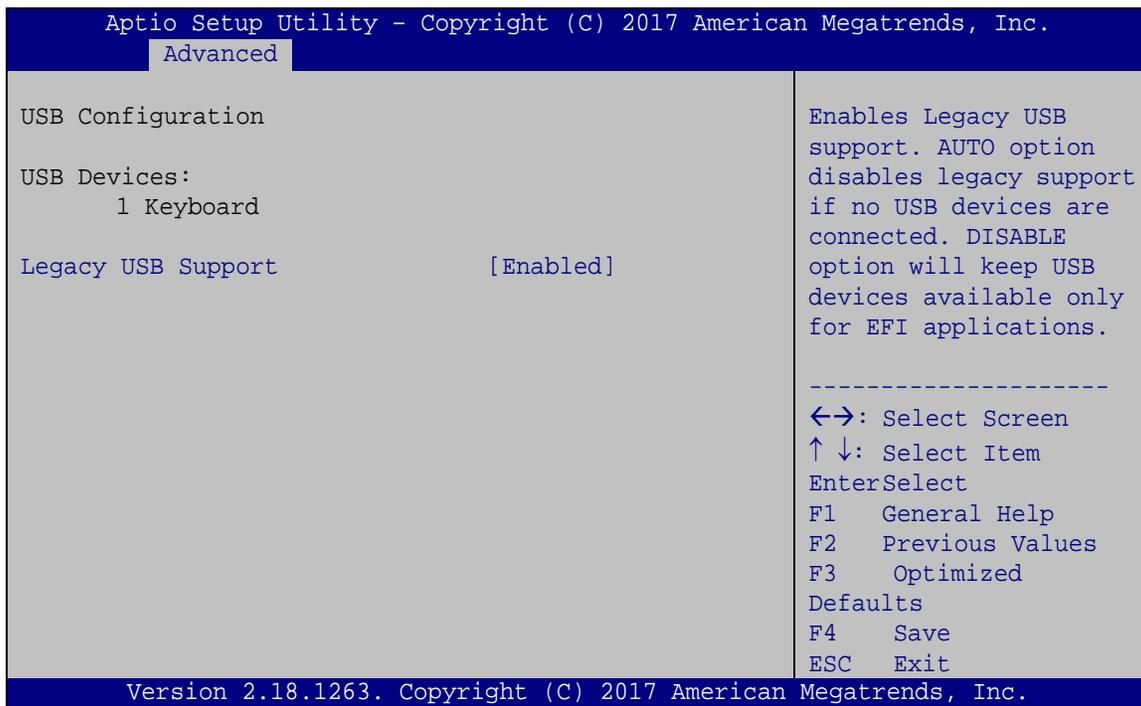 Aptio Setup Utility – Copyright (C) 2017 American Megatrends, Inc.
Advanced
USB Configuration
USB Devices:
1 Keyboard
Legacy USB Support [Enabled]
Enables Legacy USB
support. AUTO option
disables legacy support
if no USB devices are
connected. DISABLE
option will keep USB
devices available only
for EFI applications.
---------------------
←→: Select Screen
↑ ↓: Select Item
EnterSelect
F1 General Help
F2 Previous Values
F3 Optimized
Defaults
F4 Save
ESC Exit
Version 2.18.1263. Copyright (C) 2017 American Megatrends, Inc.